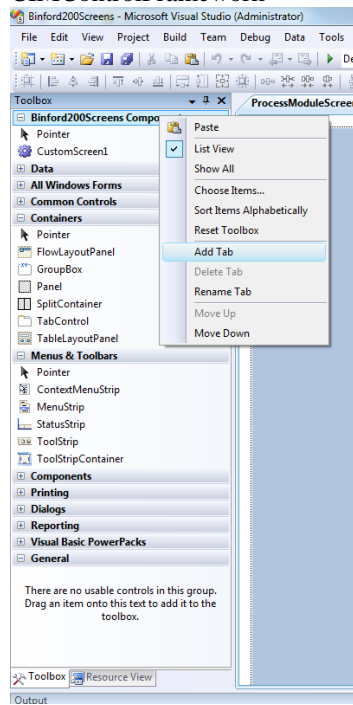 Binford200Screens - Microsoft Visual Studio (Administrator)
File Edit View Project Build Team Debug Data Tools
Toolbox
ProcessModuleScree
Binford200Screens Compo
Pointer
CustomScreen1
Data
All Windows Forms
Common Controls
Containers
Pointer
FlowLayoutPanel
GroupBox
Panel
SplitContainer
TabControl
TableLayoutPanel
Menus & Toolbars
Pointer
ContextMenuStrip
MenuStrip
StatusStrip
ToolStrip
ToolStripContainer
Components
Printing
Dialogs
Reporting
Visual Basic PowerPacks
General
There are no usable controls in this group.
Drag an item onto this text to add it to the
toolbox.
Paste
List View
Show All
Choose Items...
Sort Items Alphabetically
Reset Toolbox
Add Tab
Delete Tab
Rename Tab
Move Up
Move Down
Toolbox Resource View
Output